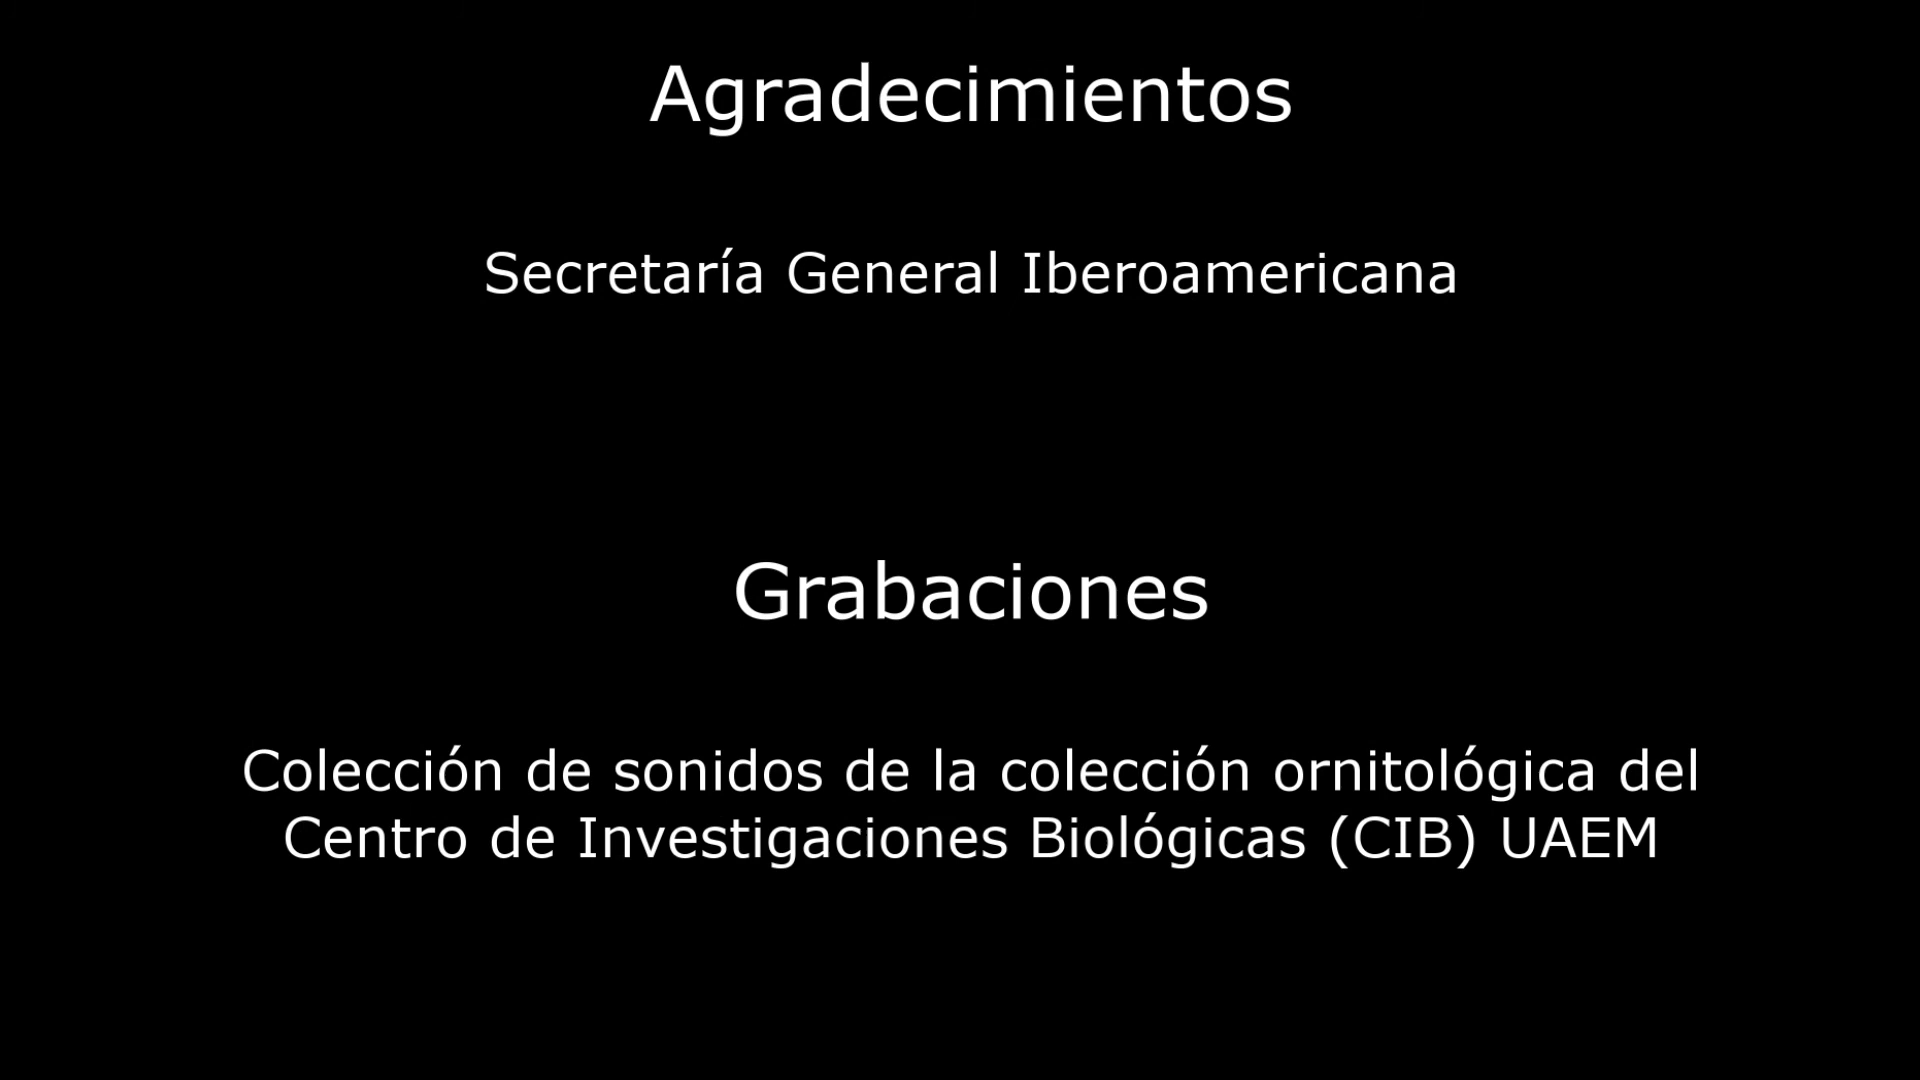 Agradecimientos
Secretaría General Iberoamericana
Grabaciones
Colección de sonidos de la colección ornitológica del
Centro de Investigaciones Biológicas (CIB) UAEM